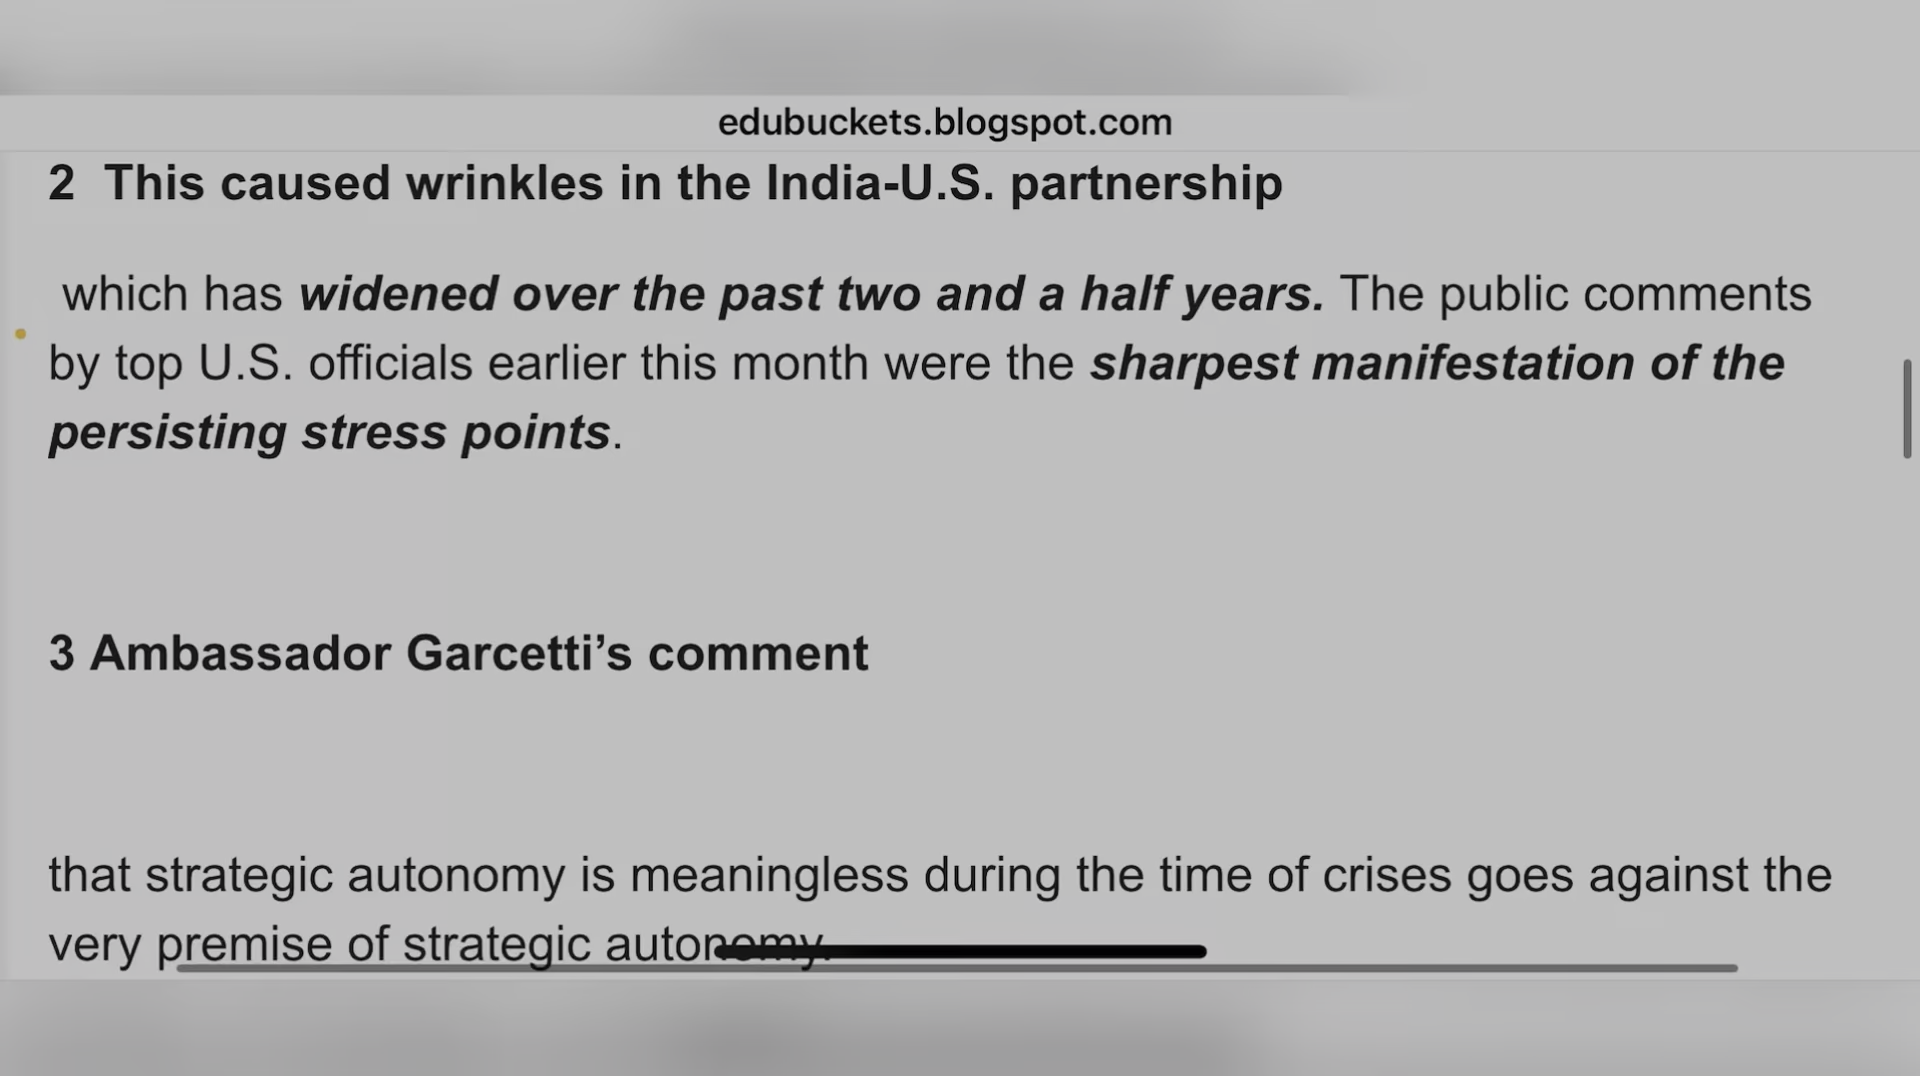 edubuckets.blogspot.com
2 This caused wrinkles in the India-U.S. partnership
which has widened over the past two and a half years. The public comments
by top U.S. officials earlier this month were the sharpest manifestation of the
persisting stress points.
3 Ambassador Garcetti’s comment
that strategic autonomy is meaningless during the time of crises goes against the
very premise of strategic autonomy.